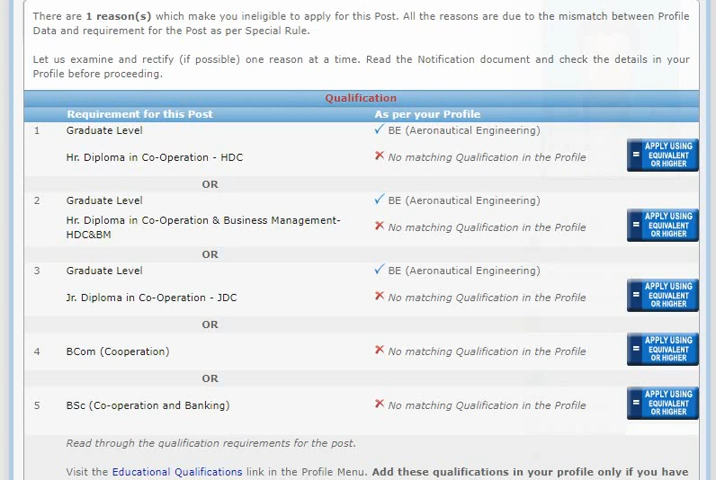 There are 1 reason(s) which make you ineligible to apply for this Post. All the reasons are due to the mismatch between Profile
Data and requirement for the Post as per Special Rule.
Let us examine and rectify (if possible) one reason at a time. Read the Notification document and check the details in your
Profile before proceeding.
Qualification
Requirement for this Post As per your Profile
1 Graduate Level BE (Aeronautical Engineering)
Hr. Diploma in Co-Operation - HDC No matching Qualification in the Profile
= APPLY USING
EQUIVALENT
OR HIGHER
OR
2 Graduate Level BE (Aeronautical Engineering)
Hr. Diploma in Co-Operation & Business Management-
HDC&BM
No matching Qualification in the Profile
= APPLY USING
EQUIVALENT
OR HIGHER
OR
3 Graduate Level BE (Aeronautical Engineering)
Jr. Diploma in Co-Operation - JDC No matching Qualification in the Profile
= APPLY USING
EQUIVALENT
OR HIGHER
OR
4 BCom (Cooperation) No matching Qualification in the Profile
= APPLY USING
EQUIVALENT
OR HIGHER
OR
5 BSc (Co-operation and Banking) No matching Qualification in the Profile
= APPLY USING
EQUIVALENT
OR HIGHER
Read through the qualification requirements for the post.
Visit the Educational Qualifications link in the Profile Menu. Add these qualifications in your profile only if you have